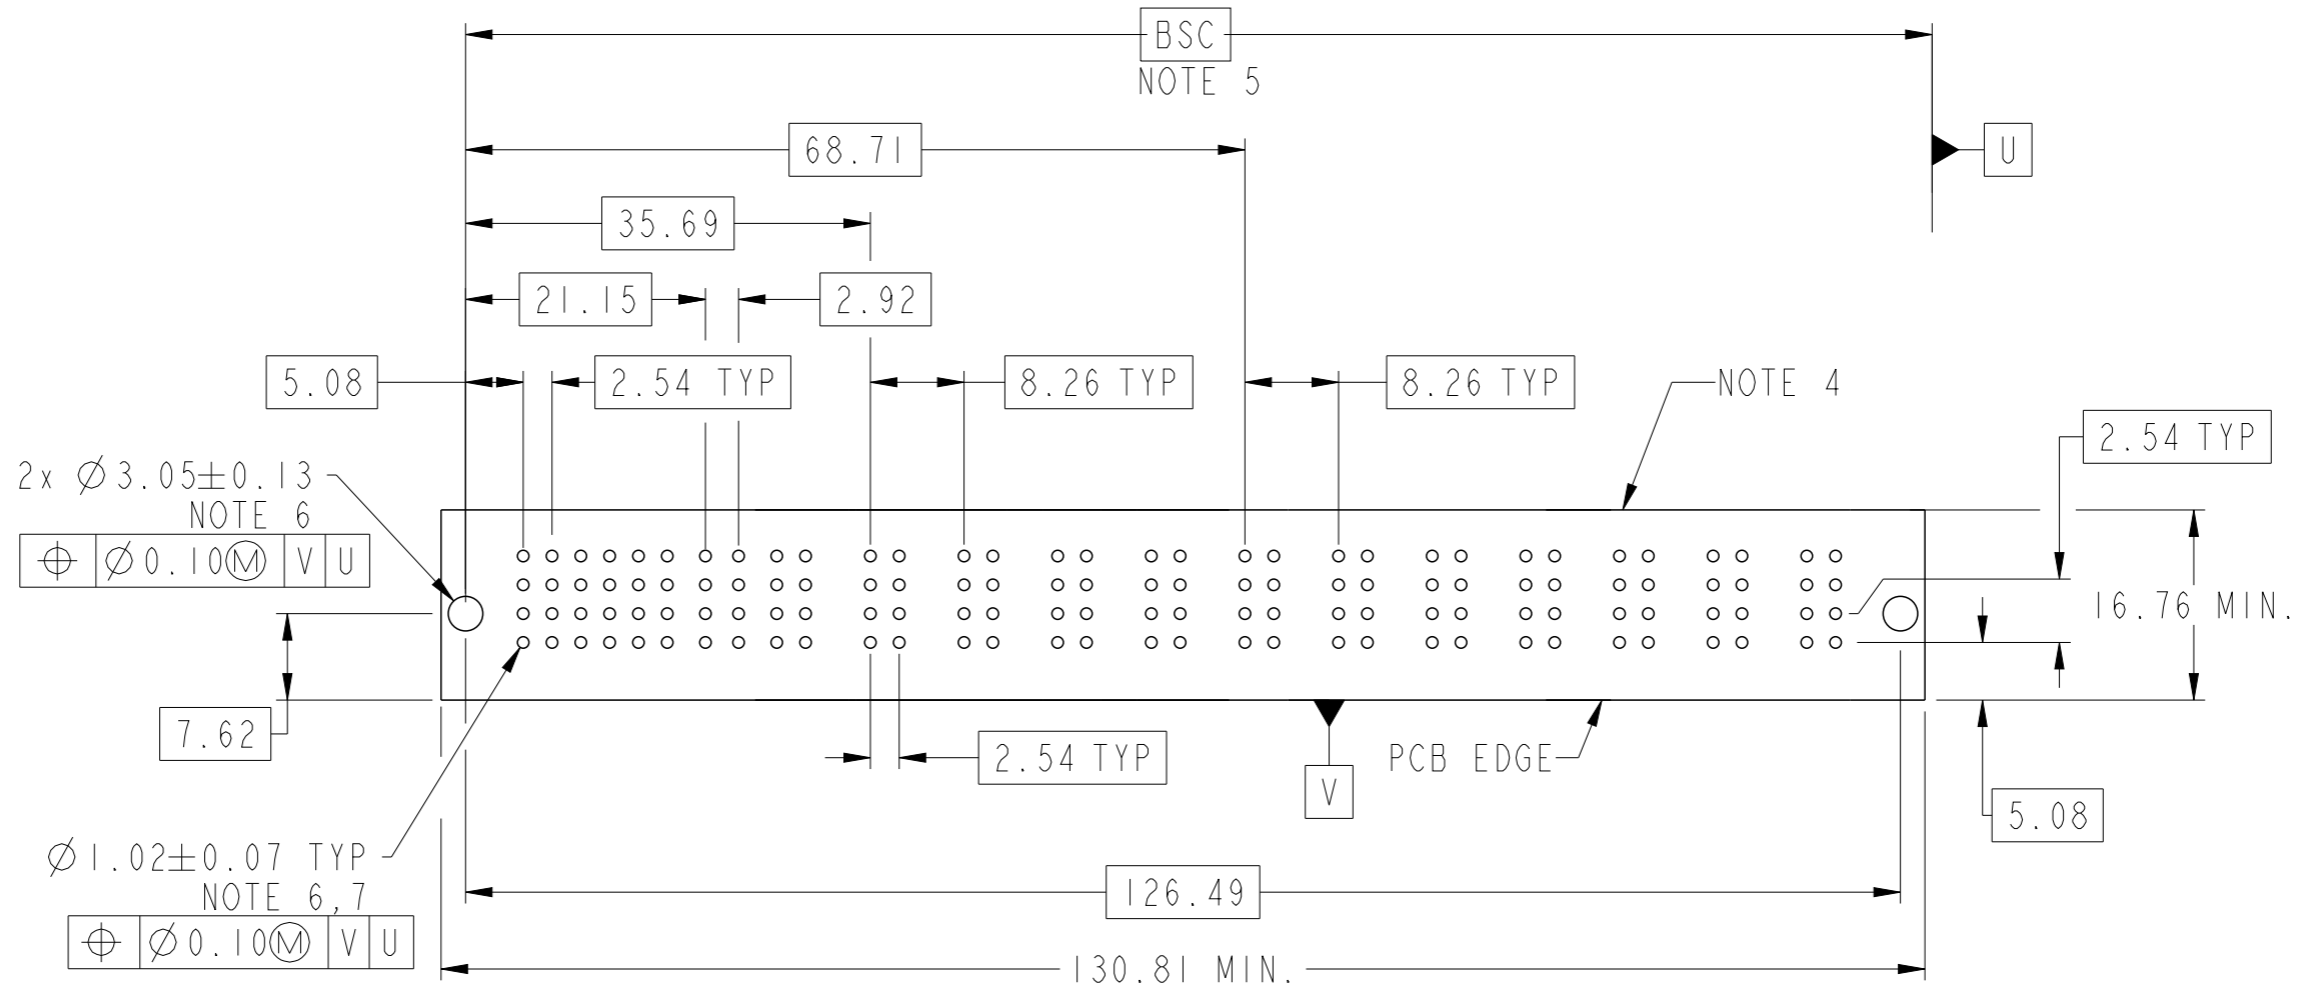 BSC
NOTE 5
68.71
U
35.69
21.15
2.92
5.08
2.54 TYP
8.26 TYP
8.26 TYP
NOTE 4
2.54 TYP
2x ∅3.05±0.13
NOTE 6
⌖ ∅0.10Ⓜ V U
16.76 MIN.
7.62
2.54 TYP
PCB EDGE
V
5.08
∅1.02±0.07 TYP
NOTE 6,7
⌖ ∅0.10Ⓜ V U
126.49
130.81 MIN.